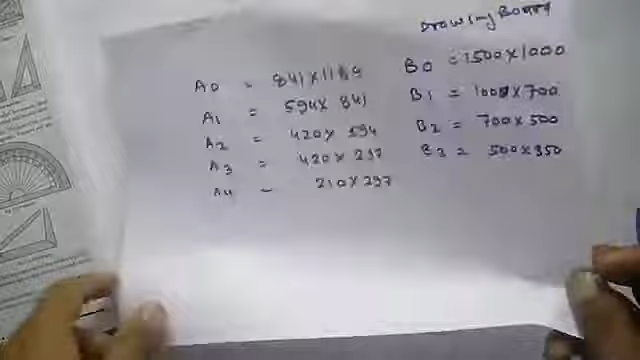 Drawing Board
A0 = 841 x 1189
A1 = 594 x 841
A2 = 420 x 594
A3 = 420 x 297
A4 = 210 x 297
B0 = 1500 x 1000
B1 = 1000 x 700
B2 = 700 x 500
B3 = 500 x 350